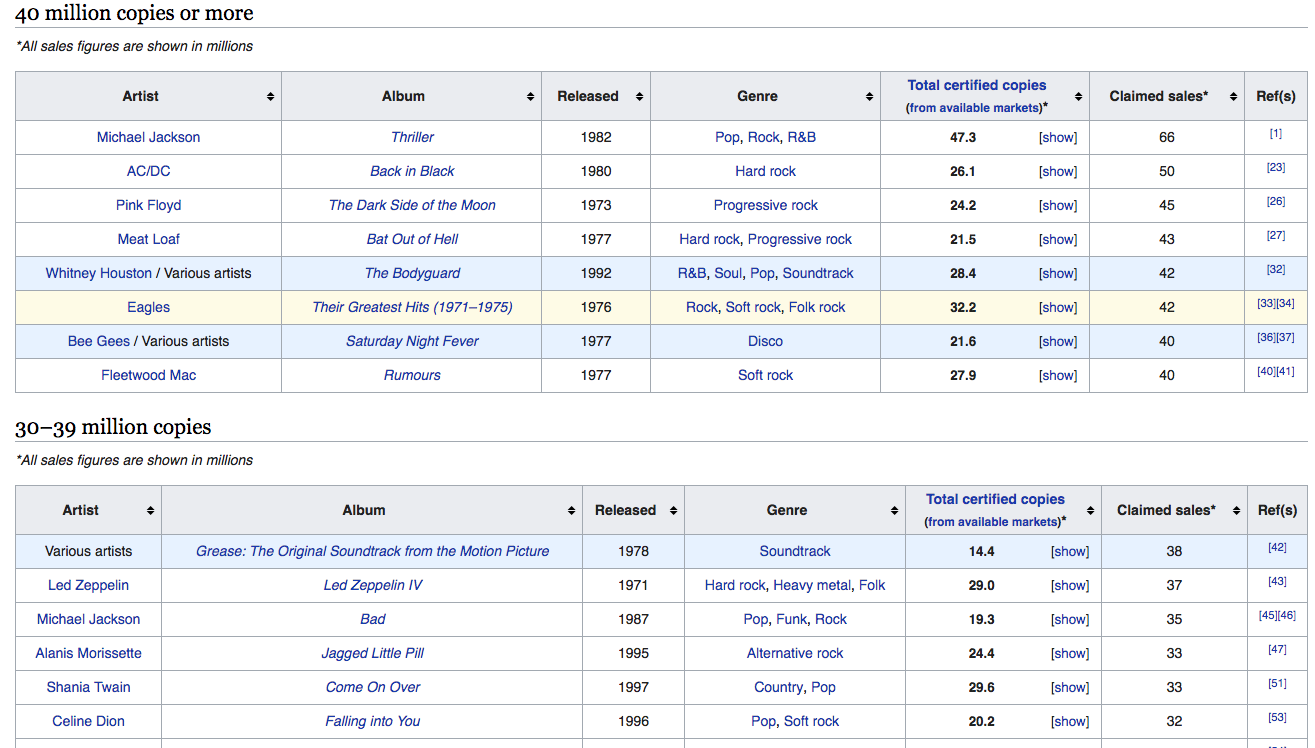 40 million copies or more
*All sales figures are shown in millions
Artist Album Released Genre Total certified copies (from available markets)* Claimed sales* Ref(s)
Michael Jackson Thriller 1982 Pop, Rock, R&B 47.3 [show] 66 [1]
AC/DC Back in Black 1980 Hard rock 26.1 [show] 50 [23]
Pink Floyd The Dark Side of the Moon 1973 Progressive rock 24.2 [show] 45 [26]
Meat Loaf Bat Out of Hell 1977 Hard rock, Progressive rock 21.5 [show] 43 [27]
Whitney Houston / Various artists The Bodyguard 1992 R&B, Soul, Pop, Soundtrack 28.4 [show] 42 [32]
Eagles Their Greatest Hits (1971–1975) 1976 Rock, Soft rock, Folk rock 32.2 [show] 42 [33][34]
Bee Gees / Various artists Saturday Night Fever 1977 Disco 21.6 [show] 40 [36][37]
Fleetwood Mac Rumours 1977 Soft rock 27.9 [show] 40 [40][41]
30–39 million copies
*All sales figures are shown in millions
Artist Album Released Genre Total certified copies (from available markets)* Claimed sales* Ref(s)
Various artists Grease: The Original Soundtrack from the Motion Picture 1978 Soundtrack 14.4 [show] 38 [42]
Led Zeppelin Led Zeppelin IV 1971 Hard rock, Heavy metal, Folk 29.0 [show] 37 [43]
Michael Jackson Bad 1987 Pop, Funk, Rock 19.3 [show] 35 [45][46]
Alanis Morissette Jagged Little Pill 1995 Alternative rock 24.4 [show] 33 [47]
Shania Twain Come On Over 1997 Country, Pop 29.6 [show] 33 [51]
Celine Dion Falling into You 1996 Pop, Soft rock 20.2 [show] 32 [53]